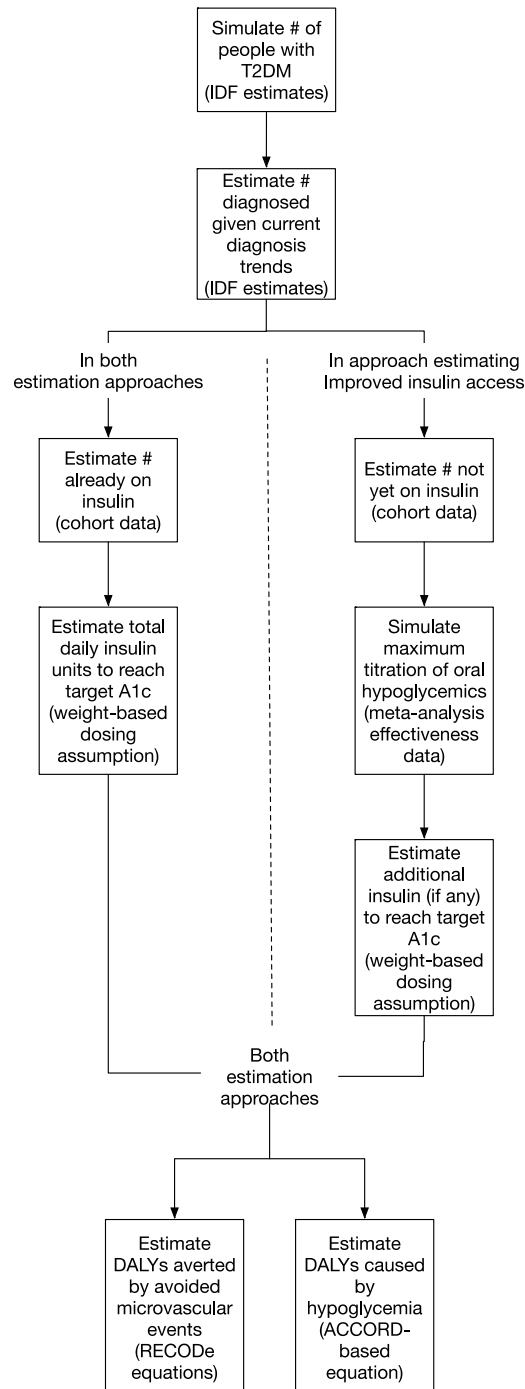 Simulate # of
people with
T2DM
(IDF estimates)
Estimate #
diagnosed
given current
diagnosis
trends
(IDF estimates)
In both
estimation approaches
In approach estimating
Improved insulin access
Estimate #
already on
insulin
(cohort data)
Estimate # not
yet on insulin
(cohort data)
Estimate total
daily insulin
units to reach
target A1c
(weight-based
dosing
assumption)
Simulate
maximum
titration of oral
hypoglycemics
(meta-analysis
effectiveness
data)
Estimate
additional
insulin (if any)
to reach target
A1c
(weight-based
dosing
assumption)
Both
estimation
approaches
Estimate
DALYs averted
by avoided
microvascular
events
(RECODe
equations)
Estimate
DALYs caused
by
hypoglycemia
(ACCORD-
based
equation)